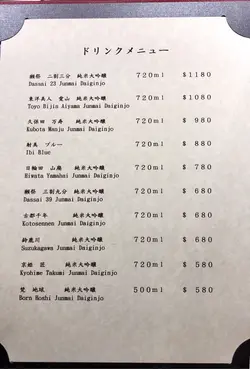 ドリンクメニュー
獺祭 二割三分 純米大吟醸 720ml $1180
Dassai 23 Junmai Daiginjo
東洋美人 愛山 純米大吟醸 720ml $1080
Toyo Bijin Aiyama Junmai Daiginjo
久保田 万寿 純米大吟醸 720ml $ 980
Kubota Manju Junmai Daiginjo
射美 ブルー 720ml $ 880
Ibi Blue
日輪田 山廃 純米大吟醸 720ml $ 780
Hiwata Yamahai Junmai Daiginjo
獺祭 三割九分 純米大吟醸 720ml $ 680
Dassai 39 Junmai Daiginjo
古都千年 純米大吟醸 720ml $ 680
Kotosennen Junmai Daiginjo
鈴鹿川 純米大吟醸 720ml $ 680
Suzukagawa Junmai Daiginjo
京姫 匠 純米大吟醸 720ml $ 580
Kyohime Takumi Junmai Daiginjo
梵 地球 純米大吟醸 500ml $ 580
Born Hoshi Junmai Daiginjo